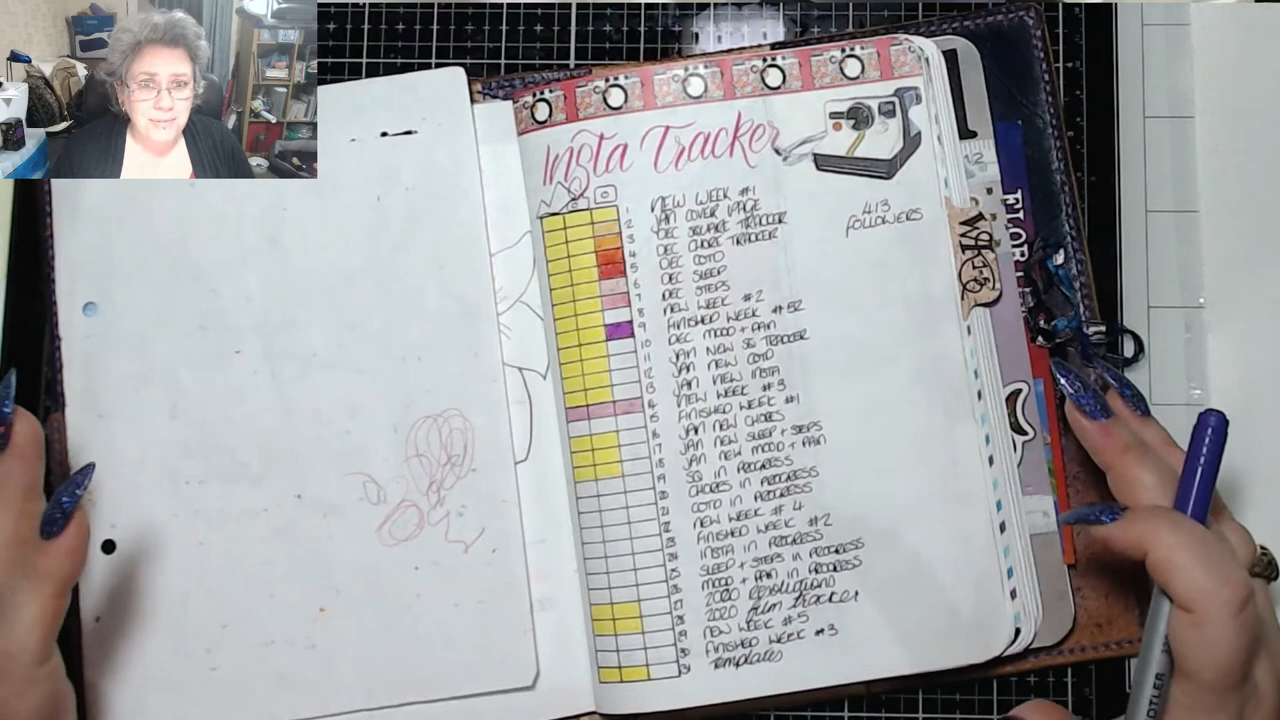 Insta Tracker
413
FOLLOWERS
1 NEW WEEK #1
2 JAN COVER PAGE
3 DEC SQUARE TRACKER
4 DEC CHORE TRACKER
5 DEC COTD
6 DEC SLEEP
7 DEC STEPS
8 NEW WEEK #2
9 FINISHED WEEK #52
10 DEC MOOD + PAIN
11 JAN NEW SG TRACKER
12 JAN NEW COTD
13 JAN NEW INSTA
14 NEW WEEK #3
15 FINISHED WEEK #1
16 JAN NEW CHORES
17 JAN NEW SLEEP + STEPS
18 JAN NEW MOOD + PAIN
19 SQ IN PROGRESS
20 CHORES IN PROGRESS
21 COTD IN PROGRESS
22 NEW WEEK #4
23 FINISHED WEEK #2
24 INSTA IN PROGRESS
25 SLEEP + STEPS IN PROGRESS
26 MOOD + PAIN IN PROGRESS
27 2020 RESOLUTIONS
28 2020 Film Tracker
29 NEW WEEK #5
30 FINISHED WEEK #3
31 Templates